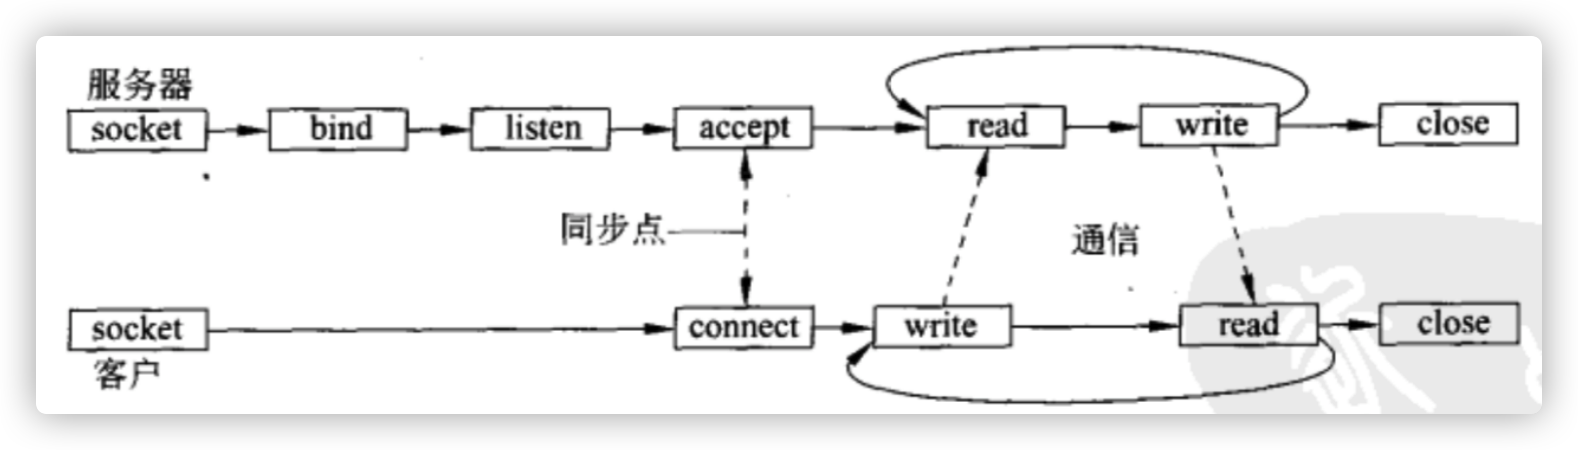 服务器
socket bind listen accept read write close
同步点 通信
socket connect write read close
客户